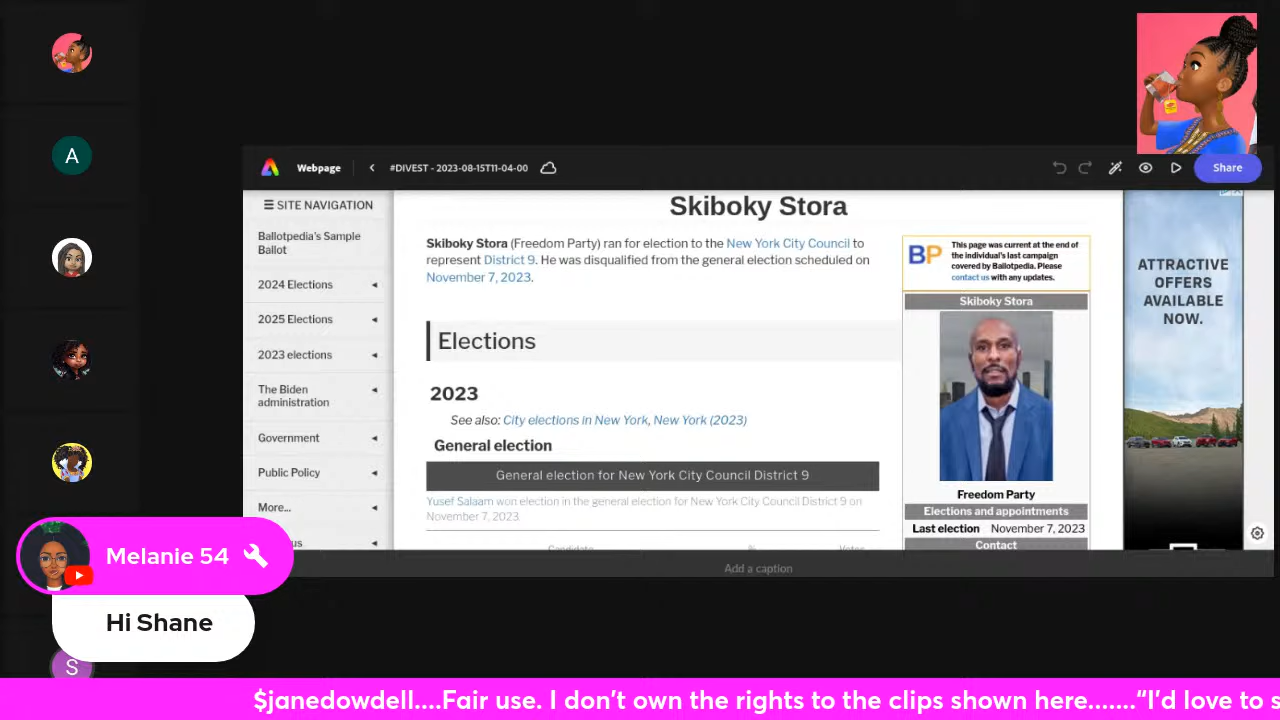 A
Webpage
#DIVEST - 2023-08-15T11-04-00
Share
SITE NAVIGATION
Ballotpedia's Sample
Ballot
2024 Elections
2025 Elections
2023 elections
The Biden
administration
Government
Public Policy
More...
us
Skiboky Stora
Skiboky Stora (Freedom Party) ran for election to the New York City Council to
represent District 9. He was disqualified from the general election scheduled on
November 7, 2023.
Elections
2023
See also: City elections in New York, New York (2023)
General election
General election for New York City Council District 9
Yusef Salaam won election in the general election for New York City Council District 9 on
November 7, 2023.
Candidate % Votes
BP
This page was current at the end
of the individual's last campaign
covered by Ballotpedia. Please
contact us with any updates.
Skiboky Stora
Freedom Party
Elections and appointments
Last election November 7, 2023
Contact
ATTRACTIVE
OFFERS
AVAILABLE
NOW.
Add a caption
Melanie 54
Hi Shane
S
$janedowdell....Fair use. I don't own the rights to the clips shown here.......“I'd love to s